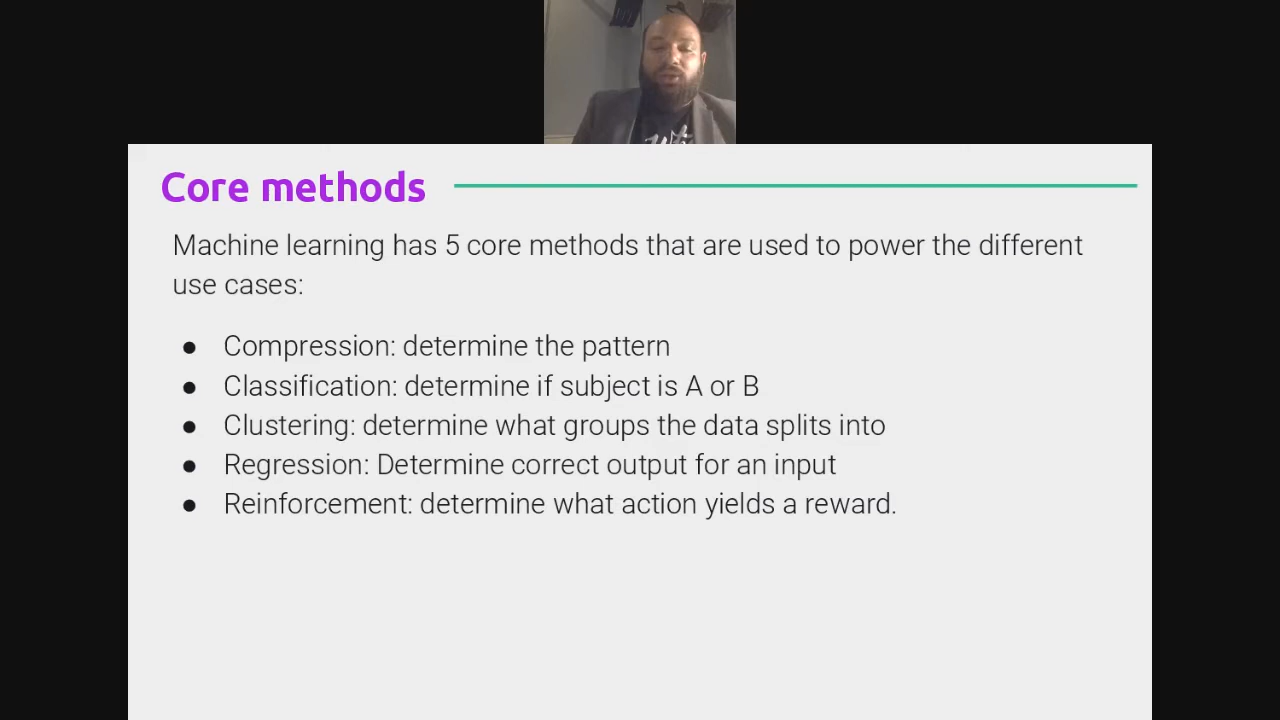 Core methods
Machine learning has 5 core methods that are used to power the different
use cases:
● Compression: determine the pattern
● Classification: determine if subject is A or B
● Clustering: determine what groups the data splits into
● Regression: Determine correct output for an input
● Reinforcement: determine what action yields a reward.